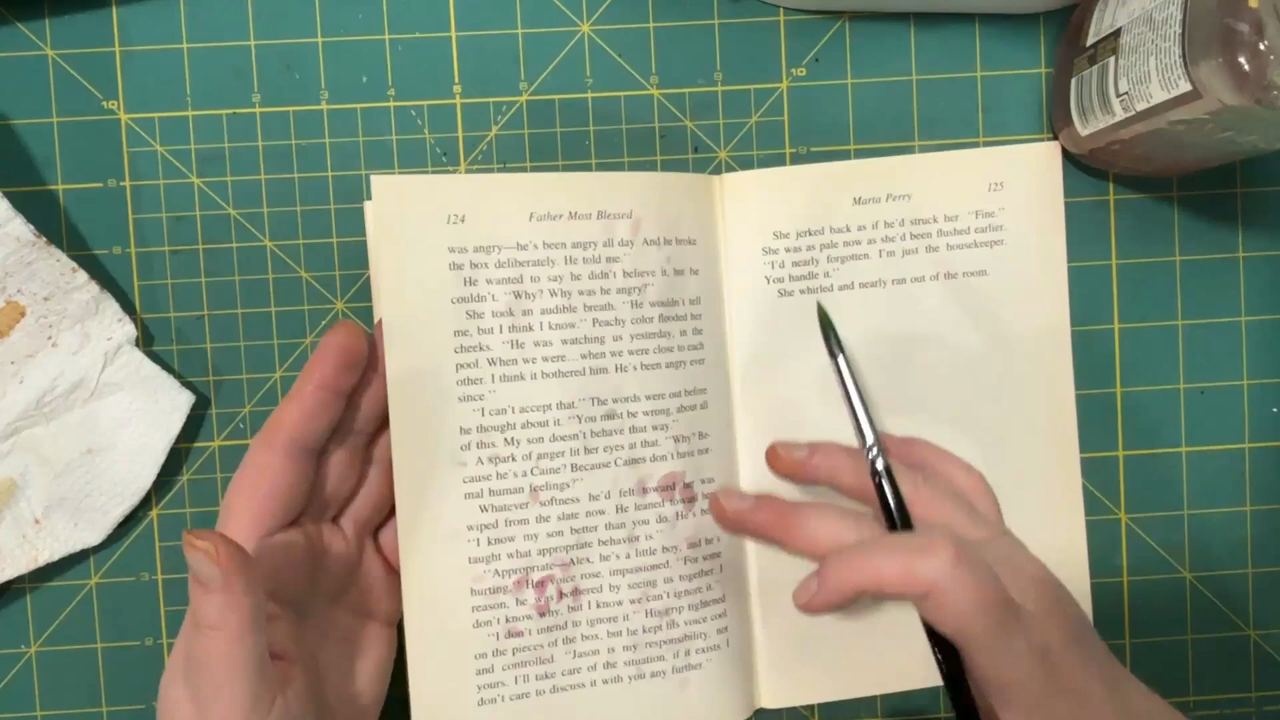 124 Father Most Blessed
was angry—he's been angry all day. And he broke
the box deliberately. He told me."
He wanted to say he didn't believe it, but he
couldn't. "Why? Why was he angry?"
She took an audible breath. "He wouldn't tell
me, but I think I know." Peachy color flooded her
cheeks. "He was watching us yesterday, in the
pool. When we were…when we were close to each
other. I think it bothered him. He's been angry ever
since."
"I can't accept that." The words were out before
he thought about it. "You must be wrong, about all
of this. My son doesn't behave that way."
A spark of anger lit her eyes at that. "Why? Be-
cause he's a Caine? Because Caines don't have nor-
mal human feelings?"
Whatever softness he'd felt toward her was
wiped from the slate now. He leaned toward her.
"I know my son better than you do. He's been
taught what appropriate behavior is."
"Appropriate—Alex, he's a little boy, and he's
hurting." Her voice rose, impassioned. "For some
reason, he was bothered by seeing us together. I
don't know why, but I know we can't ignore it."
"I don't intend to ignore it." His grip tightened
on the pieces of the box, but he kept his voice cool
and controlled. "Jason is my responsibility, not
yours. I'll take care of the situation, if it exists. I
don't care to discuss it with you any further."
Marta Perry 125
She jerked back as if he'd struck her. "Fine."
She was as pale now as she'd been flushed earlier.
"I'd nearly forgotten. I'm just the housekeeper.
You handle it."
She whirled and nearly ran out of the room.
10
1
2
3
4
5
6
7
8
9
10
9
9
3
2